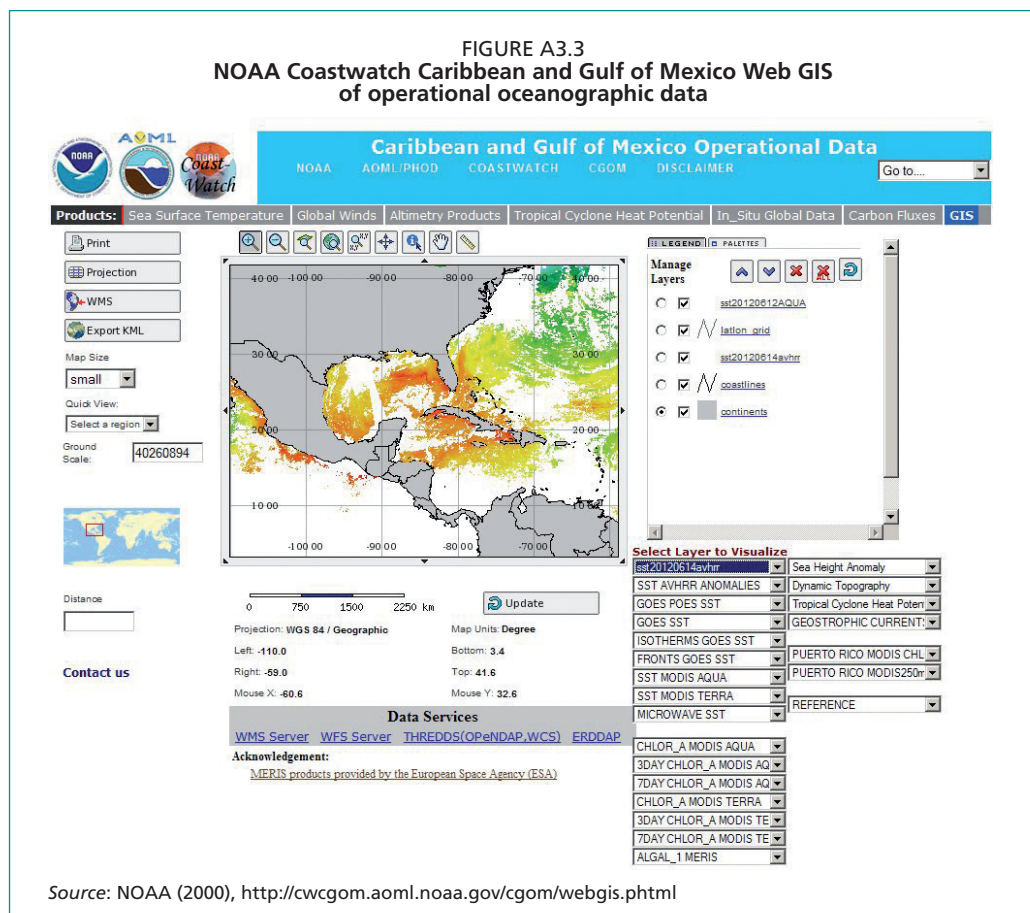 FIGURE A3.3
NOAA Coastwatch Caribbean and Gulf of Mexico Web GIS
of operational oceanographic data
NOAA
AOML
NOAA
Coast-
Watch
Caribbean and Gulf of Mexico Operational Data
NOAA AOML/PHOD COASTWATCH CGOM DISCLAIMER
Go to....
Products: Sea Surface Temperature Global Winds Altimetry Products Tropical Cyclone Heat Potential In_Situ Global Data Carbon Fluxes GIS
Print
Projection
WMS
Export KML
Map Size
small
Quick View:
Select a region
Ground
Scale:
40260894
Distance
Contact us
X,Y X,Y
40 00 -100 00 -90 00 -80 00 -70 00 40 00
30 00 30 00
20 00 20 00
10 00 10 00
-100 00 -90 00 -80 00 -70 00
0 750 1500 2250 km
Update
Projection: WGS 84 / Geographic Map Units: Degree
Left: -110.0 Bottom: 3.4
Right: -59.0 Top: 41.6
Mouse X: -60.6 Mouse Y: 32.6
Data Services
WMS Server WFS Server THREDDS(OPeNDAP,WCS) ERDDAP
Acknowledgement:
MERIS products provided by the European Space Agency (ESA)
LEGEND PALETTES
Manage
Layers
ALL
sst20120612AQUA
latlon_grid
sst20120614avhrr
coastlines
continents
Select Layer to Visualize
sst20120614avhrr Sea Height Anomaly
SST AVHRR ANOMALIES Dynamic Topography
GOES POES SST Tropical Cyclone Heat Poten
GOES SST GEOSTROPHIC CURRENT
ISOTHERMS GOES SST
FRONTS GOES SST PUERTO RICO MODIS CHL
SST MODIS AQUA PUERTO RICO MODIS250m
SST MODIS TERRA
MICROWAVE SST REFERENCE
CHLOR_A MODIS AQUA
3DAY CHLOR_A MODIS AQ
7DAY CHLOR_A MODIS AQ
CHLOR_A MODIS TERRA
3DAY CHLOR_A MODIS TE
7DAY CHLOR_A MODIS TE
ALGAL_1 MERIS
Source: NOAA (2000), http://cwcgom.aoml.noaa.gov/cgom/webgis.phtml